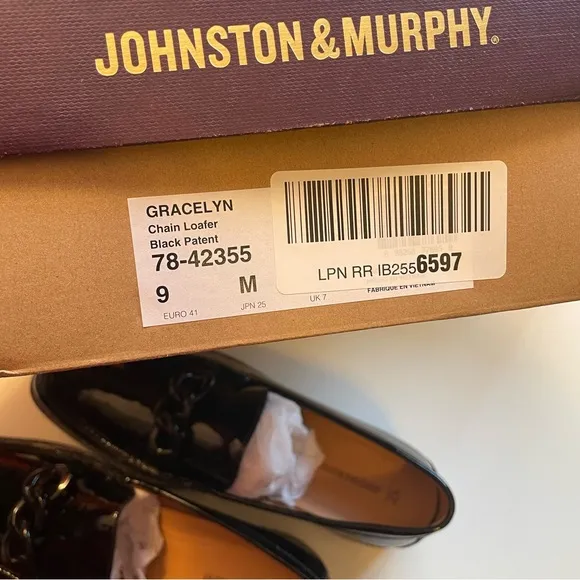 JOHNSTON & MURPHY®
GRACELYN
Chain Loafer
Black Patent
78-42355
9 M
EURO 41 JPN 25 UK 7
FABRIQUE EN VIETNAM
LPN RR IB2556597